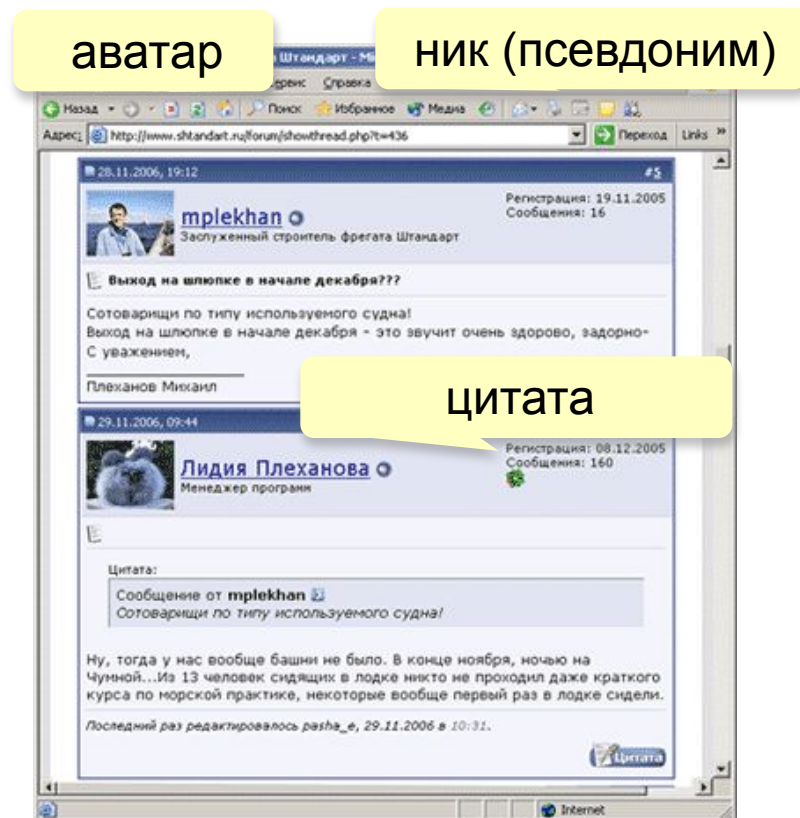 аватар
ник (псевдоним)
Штандарт - Mi
Сервис Справка
Назад Поиск Избранное Медиа
Адрес: http://www.shtandart.ru/forum/showthread.php?t=436 Переход Links »
28.11.2006, 19:12 #5
mplekhan
Заслуженный строитель фрегата Штандарт
Регистрация: 19.11.2005
Сообщения: 16
Выход на шлюпке в начале декабря???
Сотоварищи по типу используемого судна!
Выход на шлюпке в начале декабря - это звучит очень здорово, задорно-
С уважением,
Плеханов Михаил
цитата
29.11.2006, 09:44
Лидия Плеханова
Менеджер программ
Регистрация: 08.12.2005
Сообщения: 160
Цитата:
Сообщение от mplekhan
Сотоварищи по типу используемого судна!
Ну, тогда у нас вообще башни не было. В конце ноября, ночью на
Чумной...Из 13 человек сидящих в лодке никто не проходил даже краткого
курса по морской практике, некоторые вообще первый раз в лодке сидели.
Последний раз редактировалось pasha_e, 29.11.2006 в 10:31.
Цитата
Internet